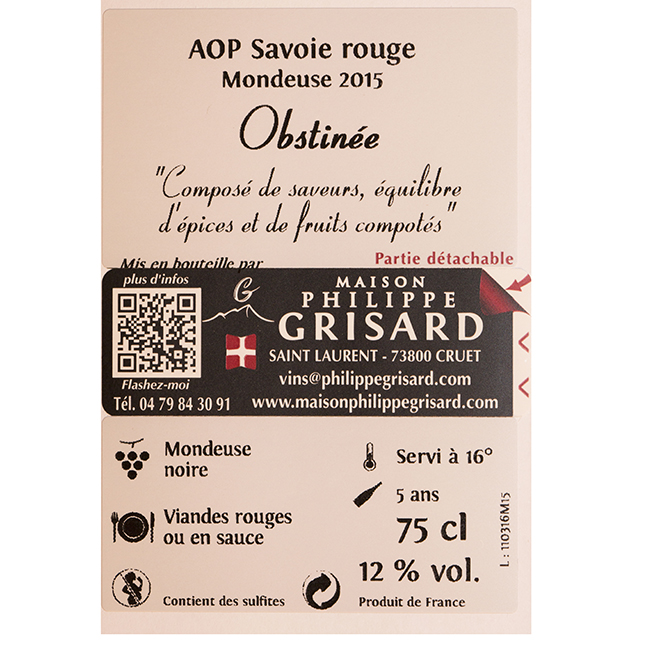 AOP Savoie rouge
Mondeuse 2015
Obstinée
"Composé de saveurs, équilibre
d'épices et de fruits compotés"
Mis en bouteille par
Partie détachable
plus d'infos
Flashez-moi
Tél. 04 79 84 30 91
G
MAISON
PHILIPPE
GRISARD
SAINT LAURENT - 73800 CRUET
vins@philippegrisard.com
www.maisonphilippegrisard.com
Mondeuse
noire
Viandes rouges
ou en sauce
Contient des sulfites
Servi à 16°
5 ans
75 cl
12 % vol.
Produit de France
L : 110316M15